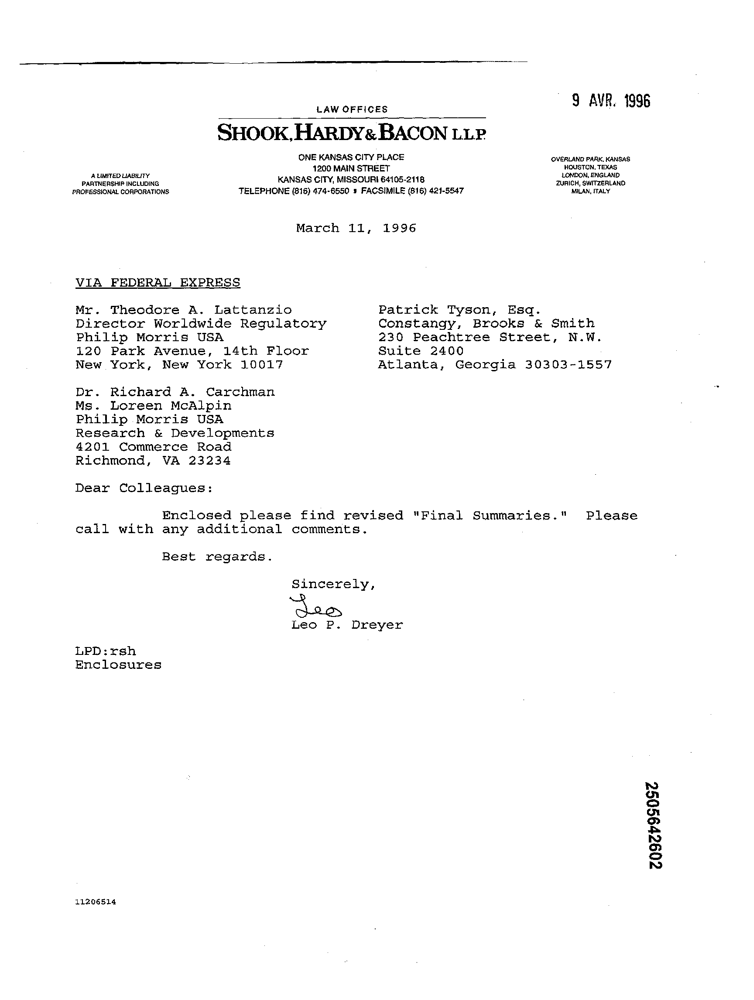 9 AVR. 1996
LAW OFFICES
SHOOK, HARDY & BACON L.L.P.
ONE KANSAS CITY PLACE
1200 MAIN STREET
KANSAS CITY, MISSOURI 64105-2118
TELEPHONE (816) 474-6550 ▪ FACSIMILE (816) 421-5547
A LIMITED LIABILITY
PARTNERSHIP INCLUDING
PROFESSIONAL CORPORATIONS
OVERLAND PARK, KANSAS
HOUSTON, TEXAS
LONDON, ENGLAND
ZURICH, SWITZERLAND
MILAN, ITALY
March 11, 1996
VIA FEDERAL EXPRESS
Mr. Theodore A. Lattanzio
Director Worldwide Regulatory
Philip Morris USA
120 Park Avenue, 14th Floor
New York, New York 10017
Patrick Tyson, Esq.
Constangy, Brooks & Smith
230 Peachtree Street, N.W.
Suite 2400
Atlanta, Georgia 30303-1557
Dr. Richard A. Carchman
Ms. Loreen McAlpin
Philip Morris USA
Research & Developments
4201 Commerce Road
Richmond, VA 23234
Dear Colleagues:
Enclosed please find revised "Final Summaries." Please
call with any additional comments.
Best regards.
Sincerely,
Leo
Leo P. Dreyer
LPD:rsh
Enclosures
2505642602
11206514